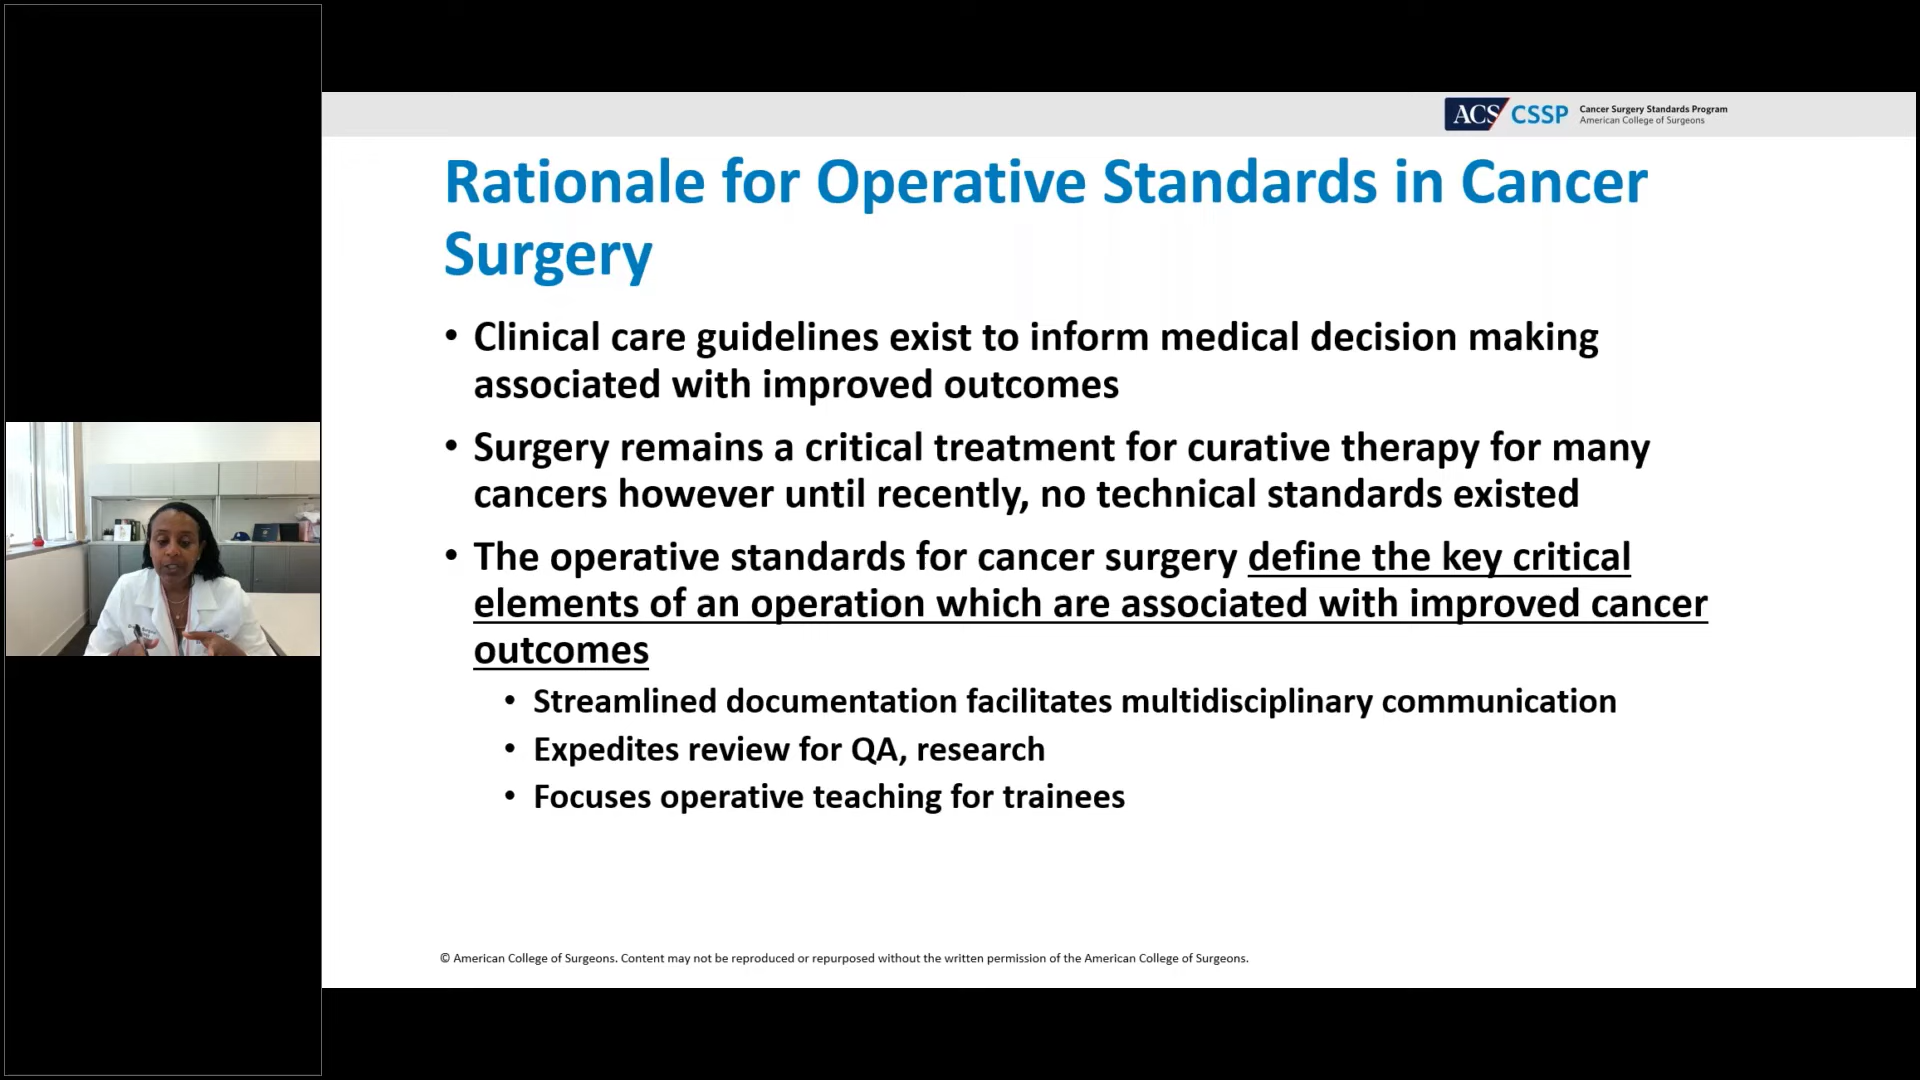 ACS CSSP Cancer Surgery Standards Program
American College of Surgeons
Rationale for Operative Standards in Cancer
Surgery
• Clinical care guidelines exist to inform medical decision making
associated with improved outcomes
• Surgery remains a critical treatment for curative therapy for many
cancers however until recently, no technical standards existed
• The operative standards for cancer surgery define the key critical
elements of an operation which are associated with improved cancer
outcomes
• Streamlined documentation facilitates multidisciplinary communication
• Expedites review for QA, research
• Focuses operative teaching for trainees
© American College of Surgeons. Content may not be reproduced or repurposed without the written permission of the American College of Surgeons.